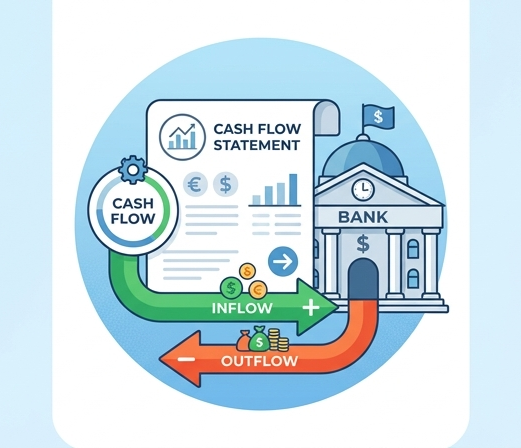 $
CASH FLOW
STATEMENT
€ $
CASH
FLOW
BANK
$
$
$ €
INFLOW +
$
− OUTFLOW